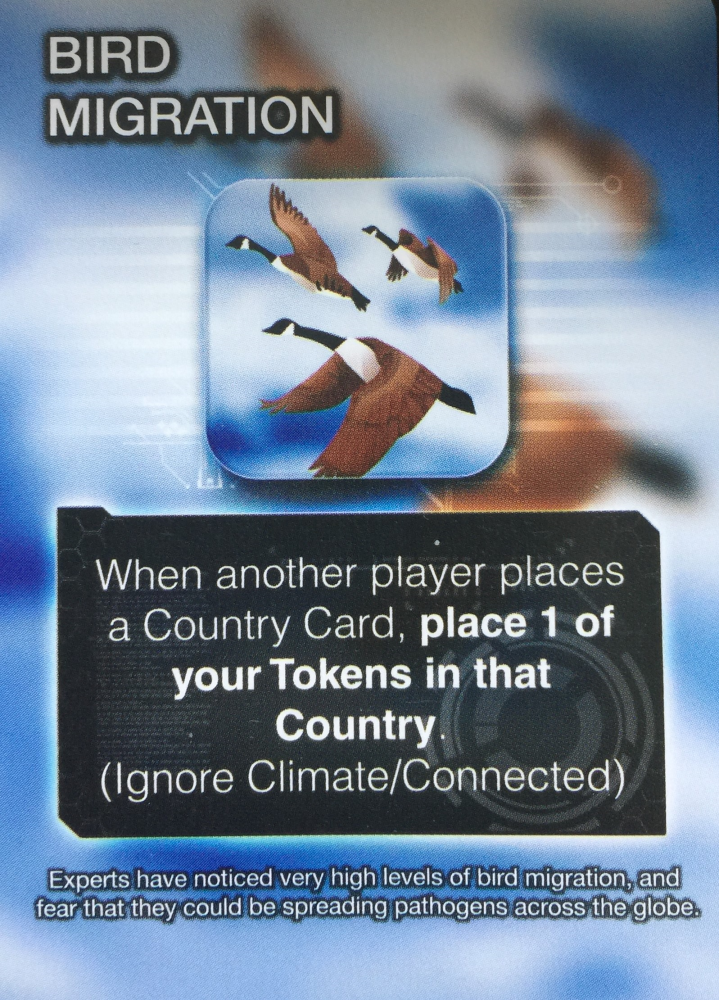 BIRD
MIGRATION
When another player places
a Country Card, place 1 of
your Tokens in that
Country.
(Ignore Climate/Connected)
Experts have noticed very high levels of bird migration, and
fear that they could be spreading pathogens across the globe.